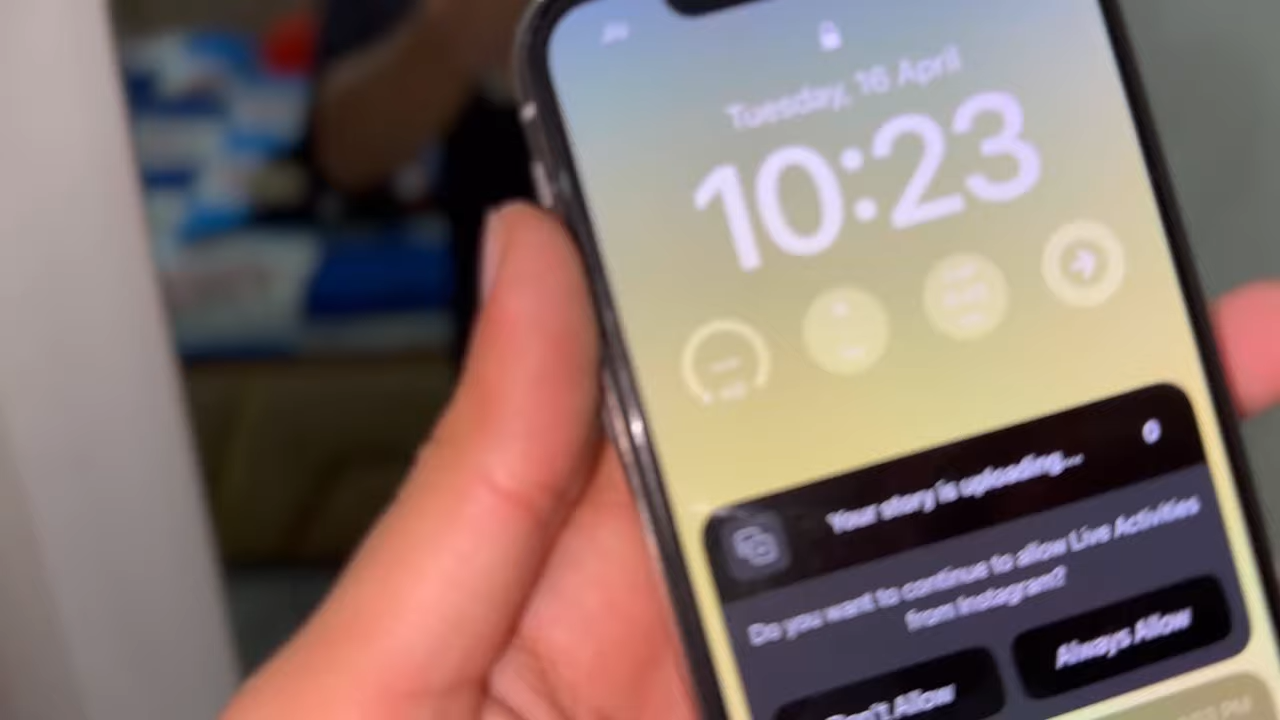 Tuesday, 16 April
10:23
Your story is uploading...
Do you want to continue to allow Live Activities
from Instagram?
Don't Allow
Always Allow
PM